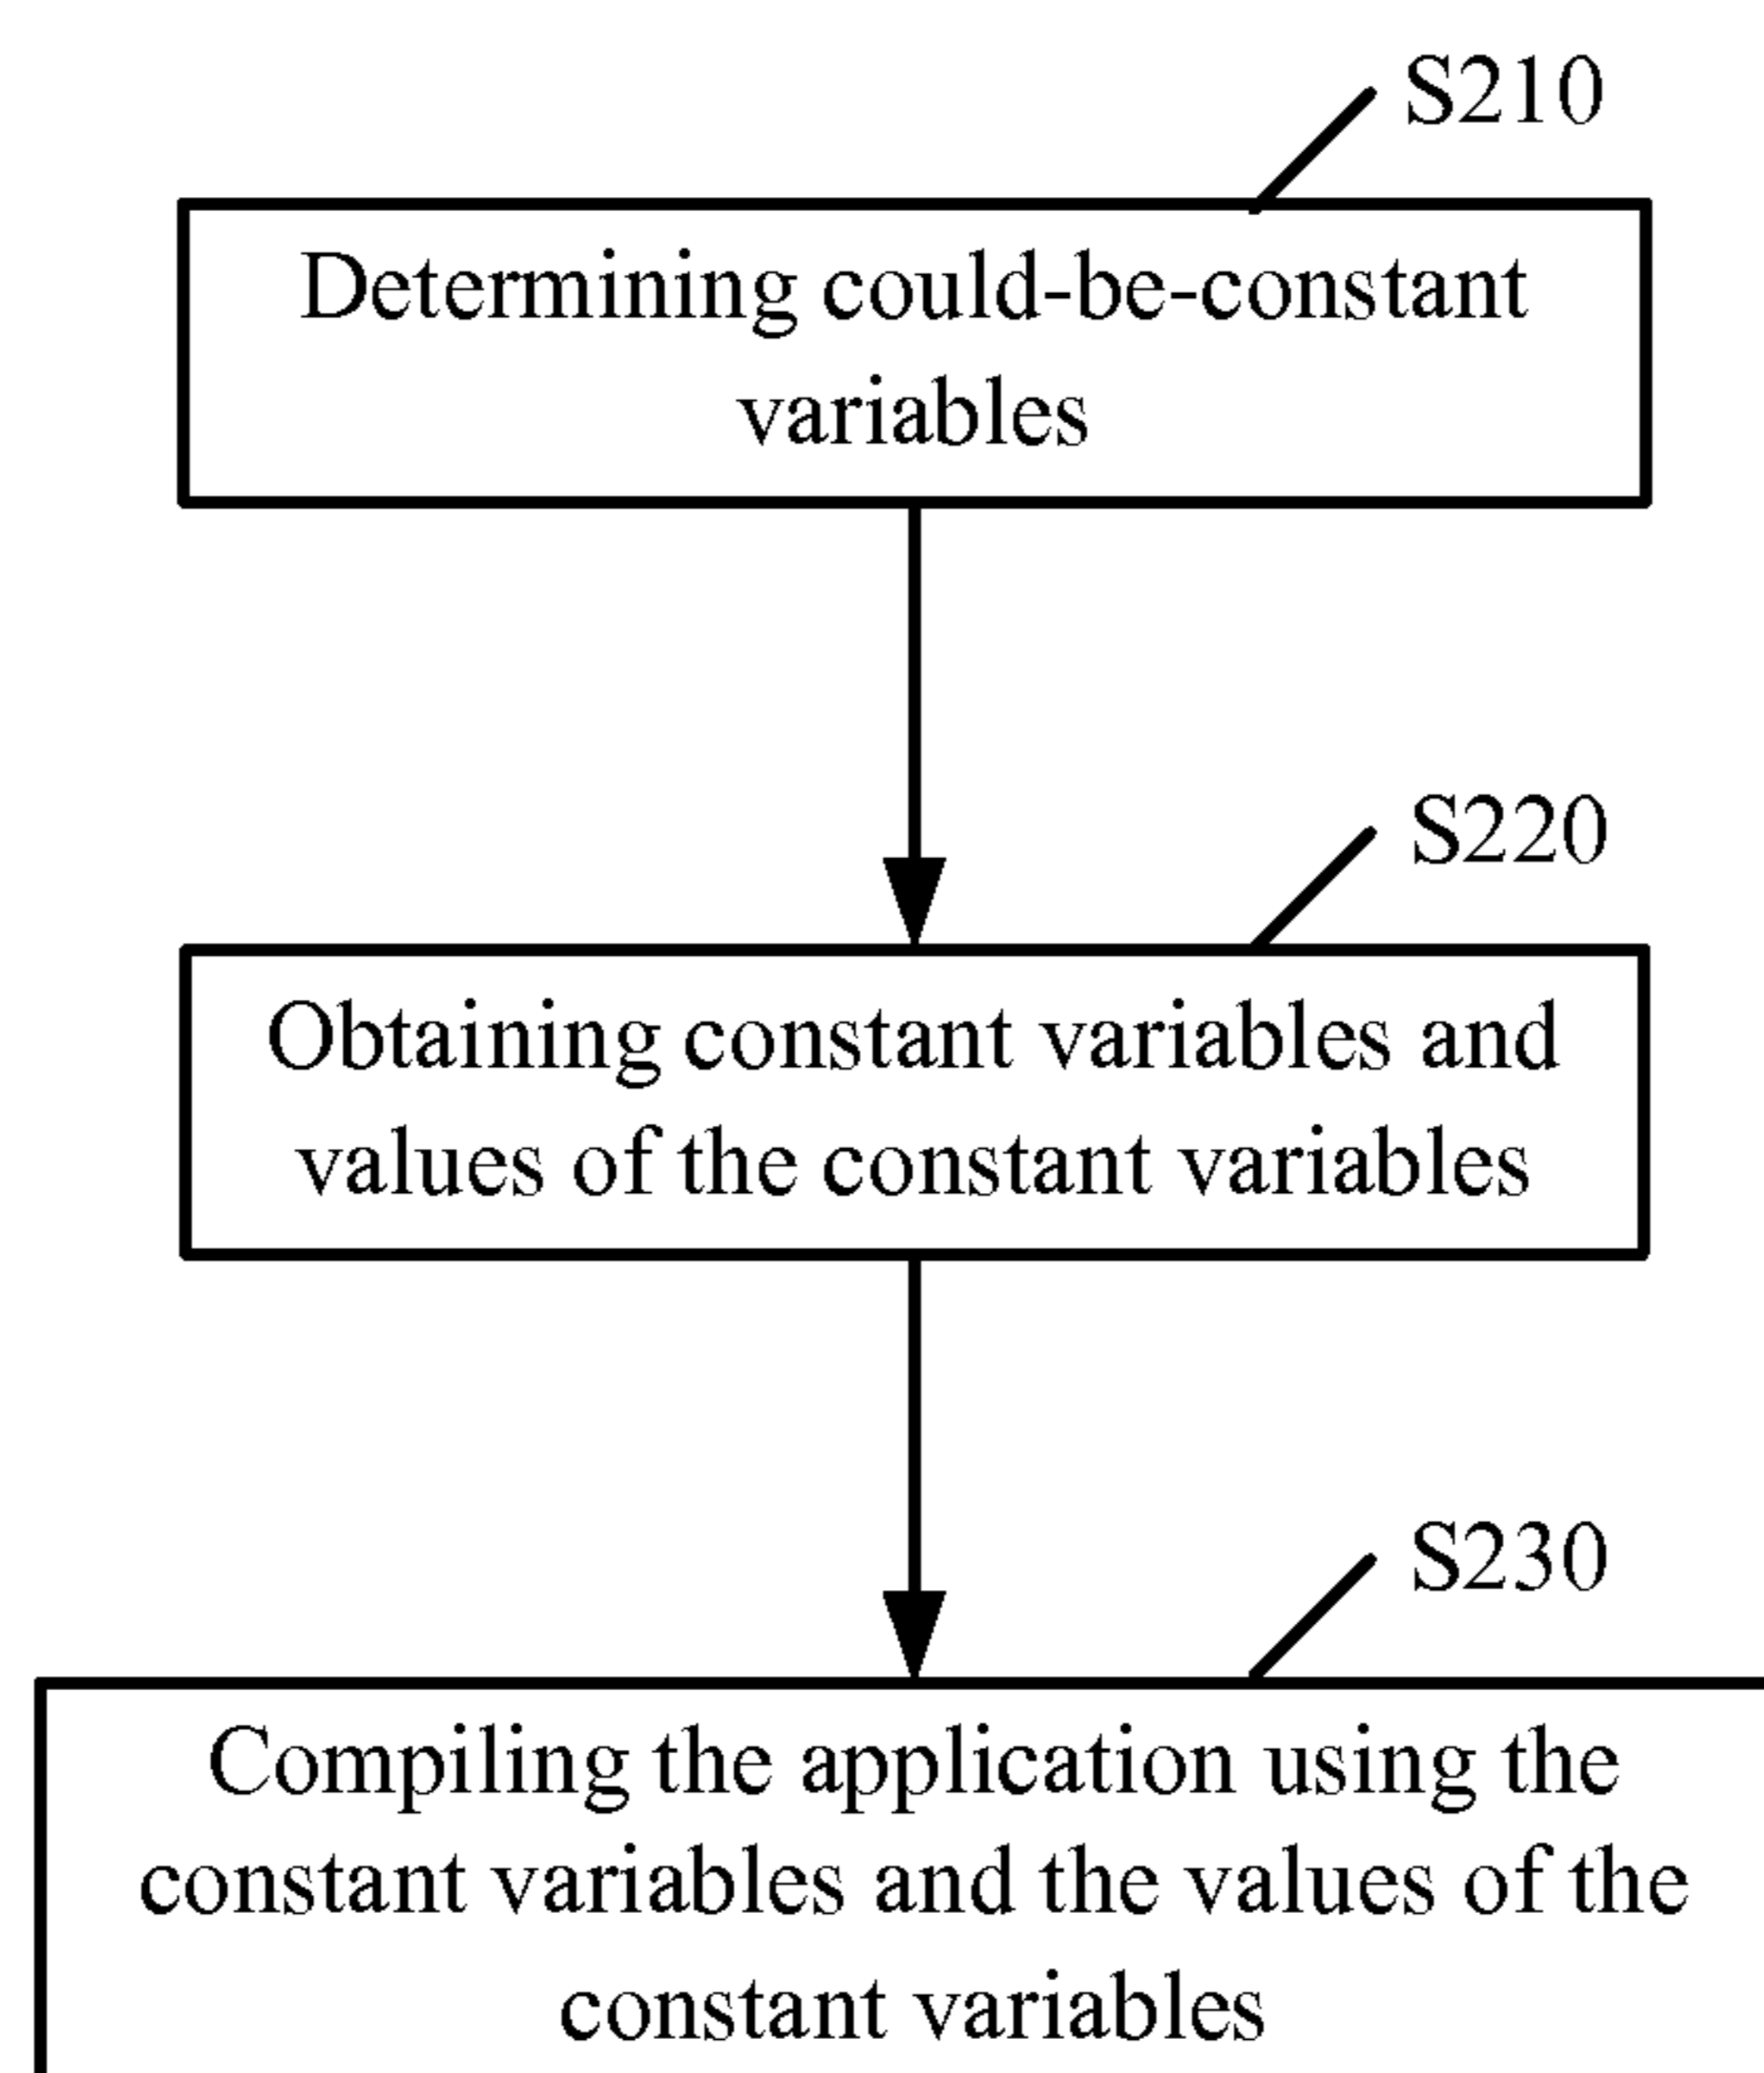 S210
Determining could-be-constant
variables
S220
Obtaining constant variables and
values of the constant variables
S230
Compiling the application using the
constant variables and the values of the
constant variables